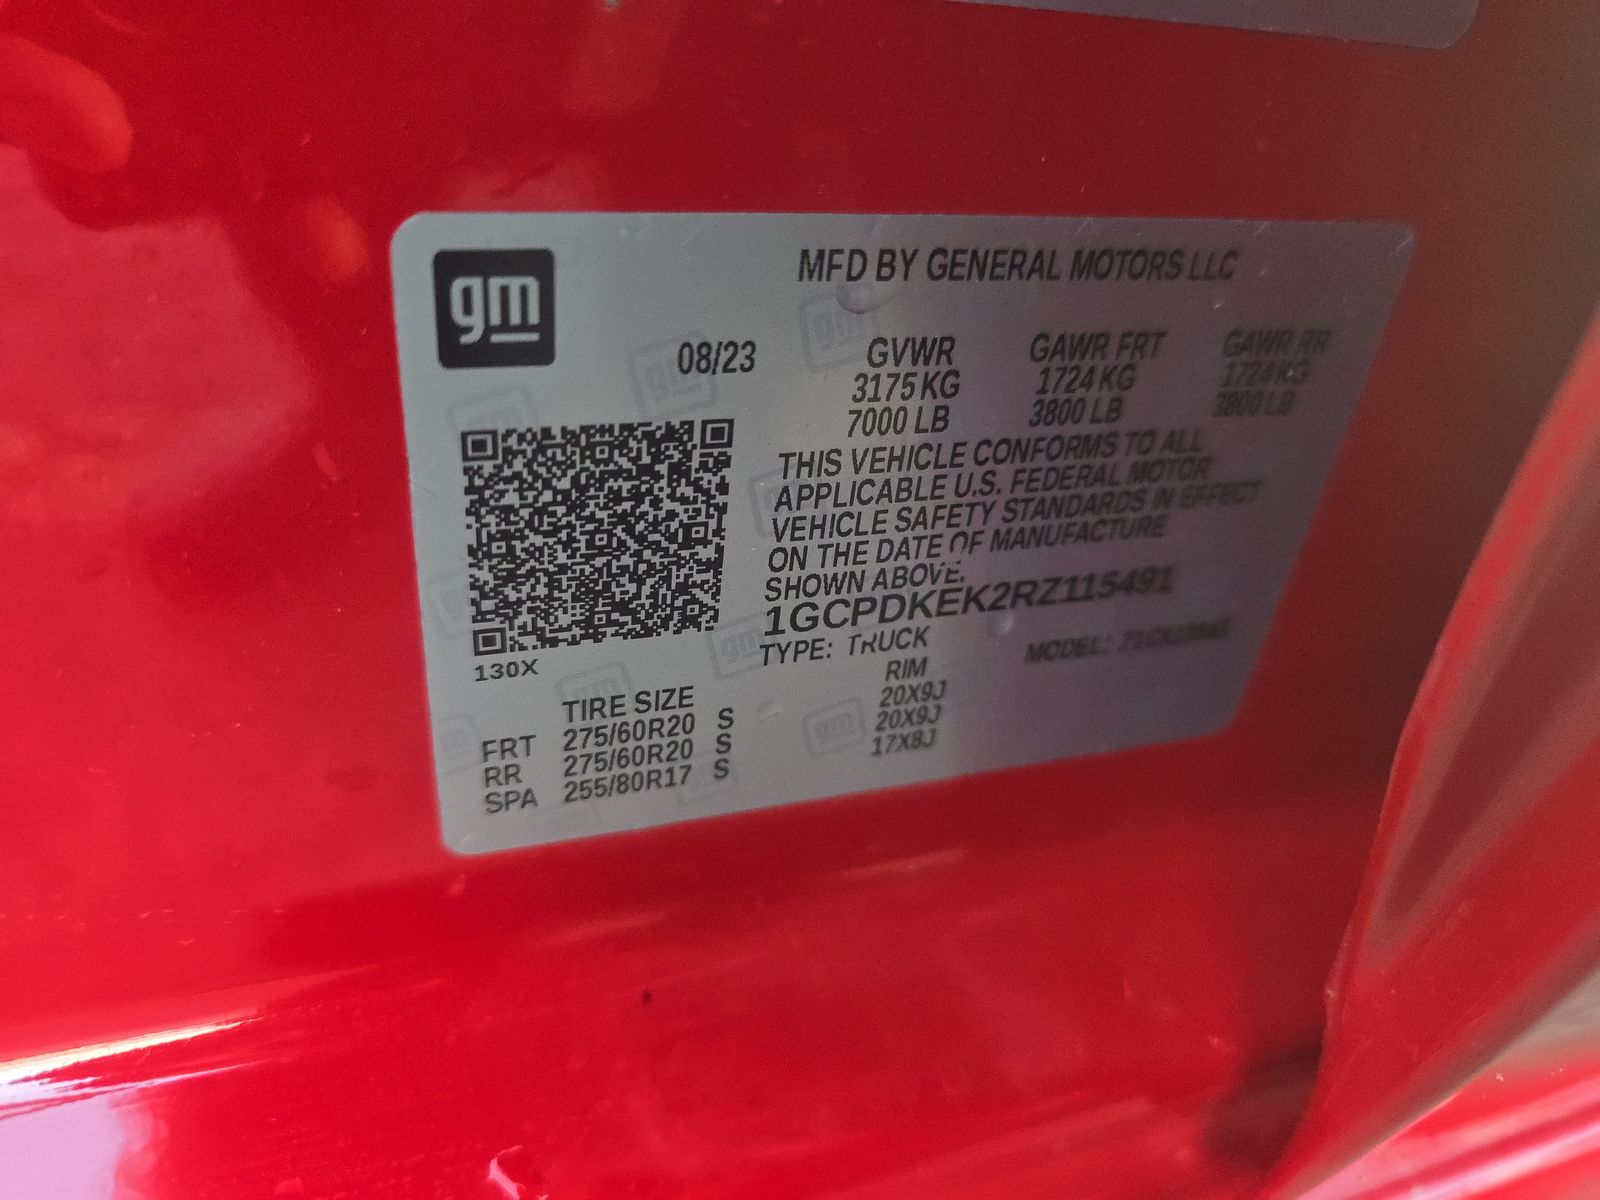 gm
MFD BY GENERAL MOTORS LLC
08/23 GVWR GAWR FRT GAWR RR
3175 KG 1724 KG 1724 KG
7000 LB 3800 LB 3800 LB
THIS VEHICLE CONFORMS TO ALL
APPLICABLE U.S. FEDERAL MOTOR
VEHICLE SAFETY STANDARDS IN EFFECT
ON THE DATE OF MANUFACTURE
SHOWN ABOVE.
1GCPDKEK2RZ115491
TYPE: TRUCK MODEL:
130X
TIRE SIZE RIM
FRT 275/60R20 S 20X9J
RR 275/60R20 S 20X9J
SPA 255/80R17 S 17X8J